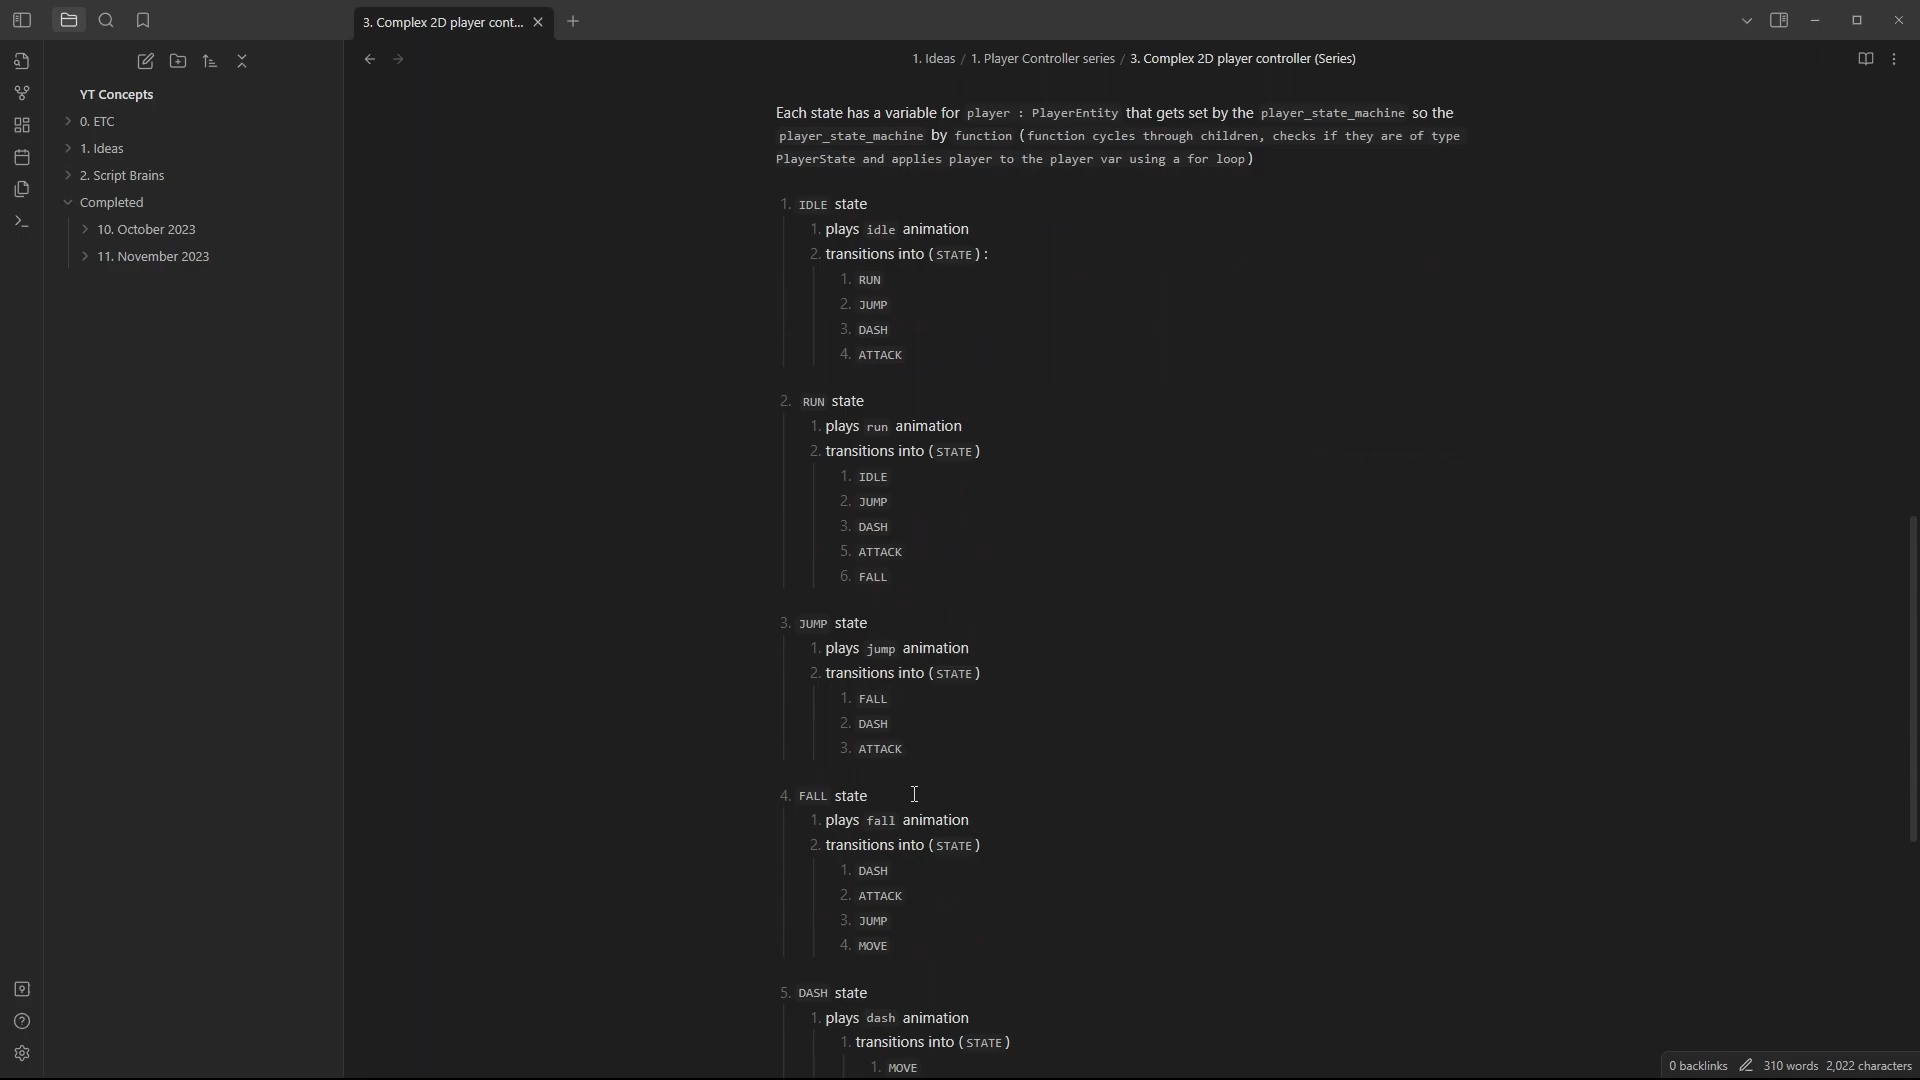 3. Complex 2D player cont...
1. Ideas / 1. Player Controller series / 3. Complex 2D player controller (Series)
YT Concepts
0. ETC
1. Ideas
2. Script Brains
Completed
10. October 2023
11. November 2023
Each state has a variable for player : PlayerEntity that gets set by the player_state_machine so the
player_state_machine by function (function cycles through children, checks if they are of type
PlayerState and applies player to the player var using a for loop)
1. IDLE state
1. plays idle animation
2. transitions into (STATE) :
1. RUN
2. JUMP
3. DASH
4. ATTACK
2. RUN state
1. plays run animation
2. transitions into (STATE)
1. IDLE
2. JUMP
3. DASH
5. ATTACK
6. FALL
3. JUMP state
1. plays jump animation
2. transitions into (STATE)
1. FALL
2. DASH
3. ATTACK
4. FALL state
1. plays fall animation
2. transitions into (STATE)
1. DASH
2. ATTACK
3. JUMP
4. MOVE
5. DASH state
1. plays dash animation
1. transitions into (STATE)
1. MOVE
0 backlinks 310 words 2,022 characters